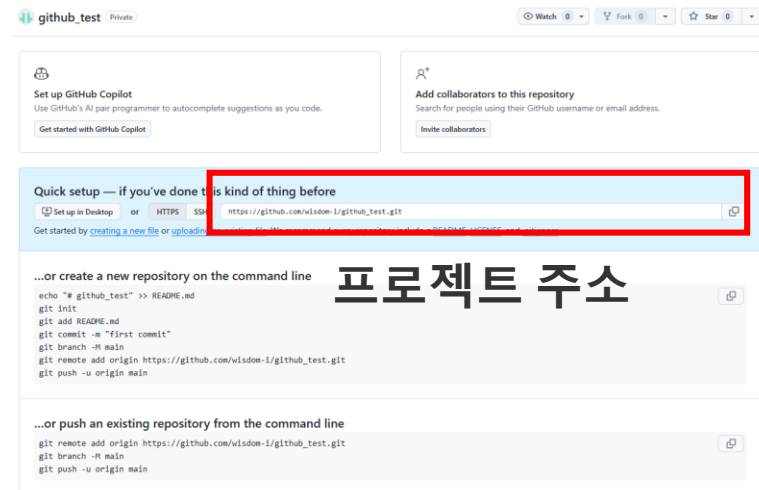 github_test Private
Watch 0 Fork 0 Star 0
Set up GitHub Copilot
Use GitHub's AI pair programmer to autocomplete suggestions as you code.
Get started with GitHub Copilot
Add collaborators to this repository
Search for people using their GitHub username or email address.
Invite collaborators
Quick setup — if you've done this kind of thing before
Set up in Desktop or HTTPS SSH https://github.com/wisdom-i/github_test.git
Get started by creating a new file or uploading
프로젝트 주소
...or create a new repository on the command line
echo "# github_test" >> README.md
git init
git add README.md
git commit -m "first commit"
git branch -M main
git remote add origin https://github.com/wisdom-i/github_test.git
git push -u origin main
...or push an existing repository from the command line
git remote add origin https://github.com/wisdom-i/github_test.git
git branch -M main
git push -u origin main